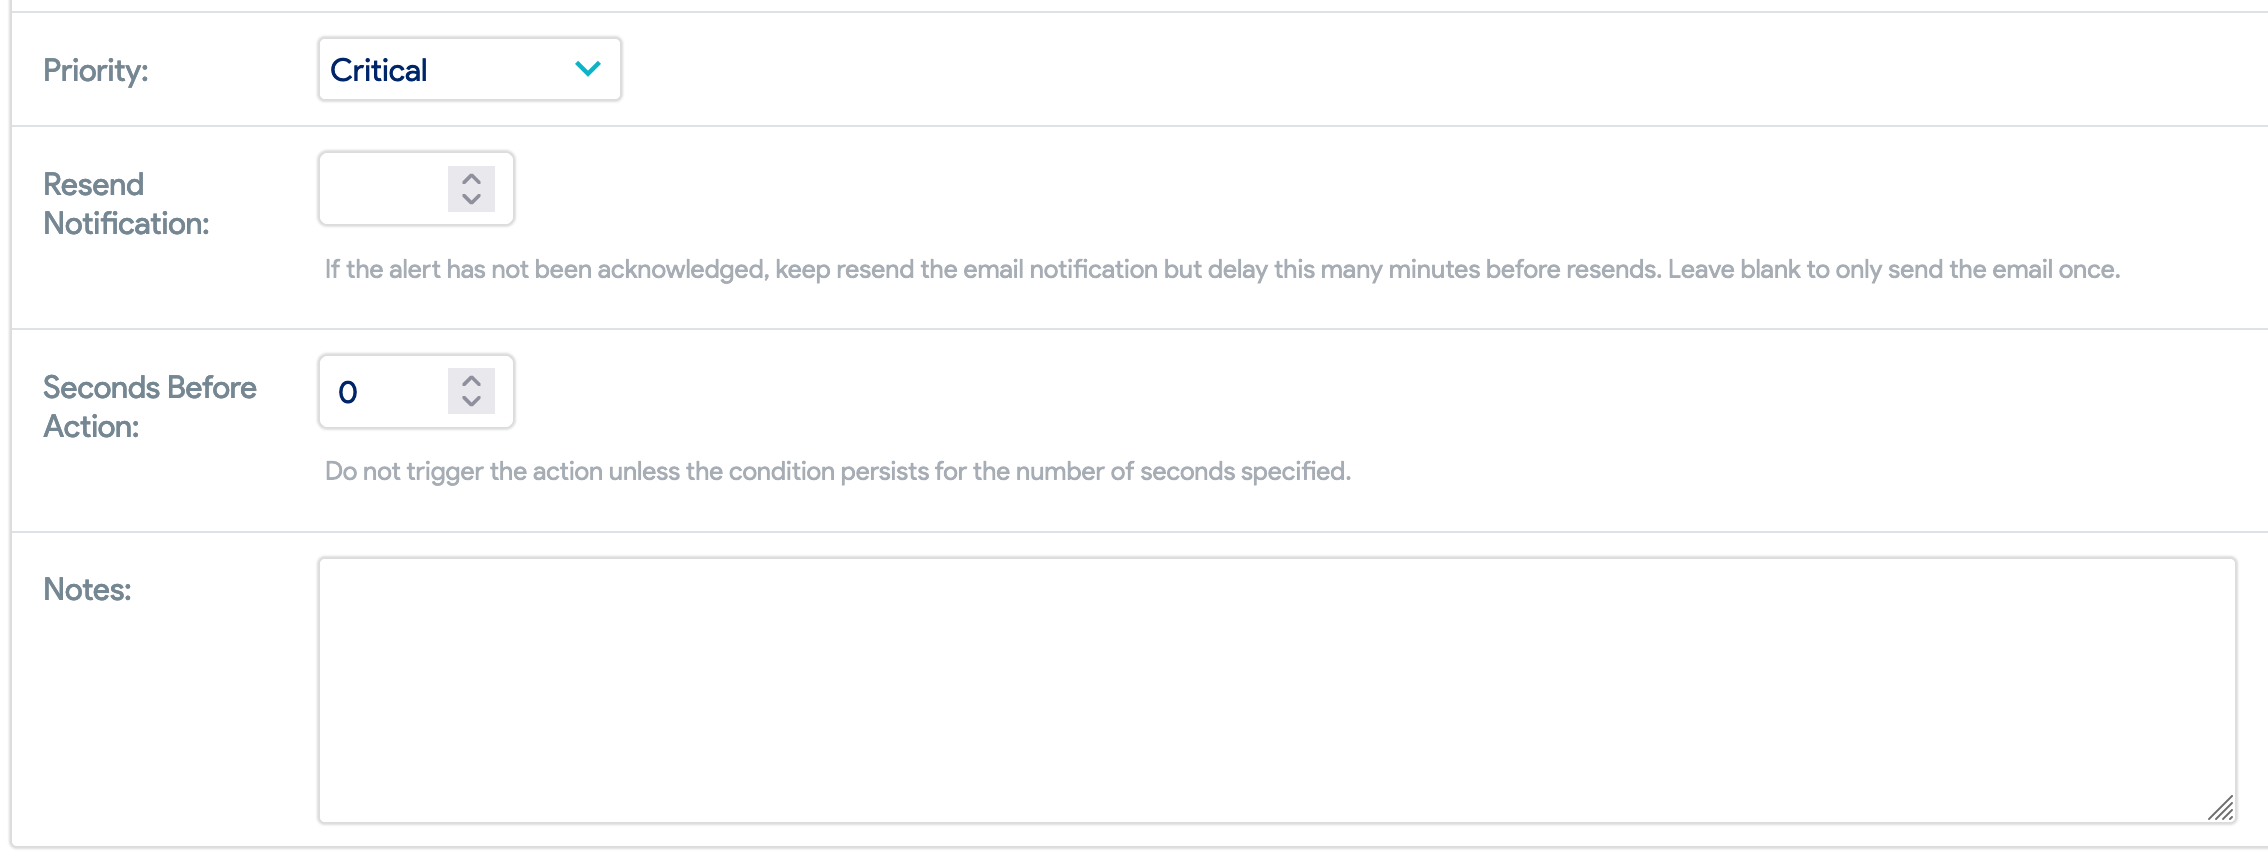 Priority:
Critical
Resend
Notification:
If the alert has not been acknowledged, keep resend the email notification but delay this many minutes before resends. Leave blank to only send the email once.
Seconds Before
Action:
0
Do not trigger the action unless the condition persists for the number of seconds specified.
Notes: